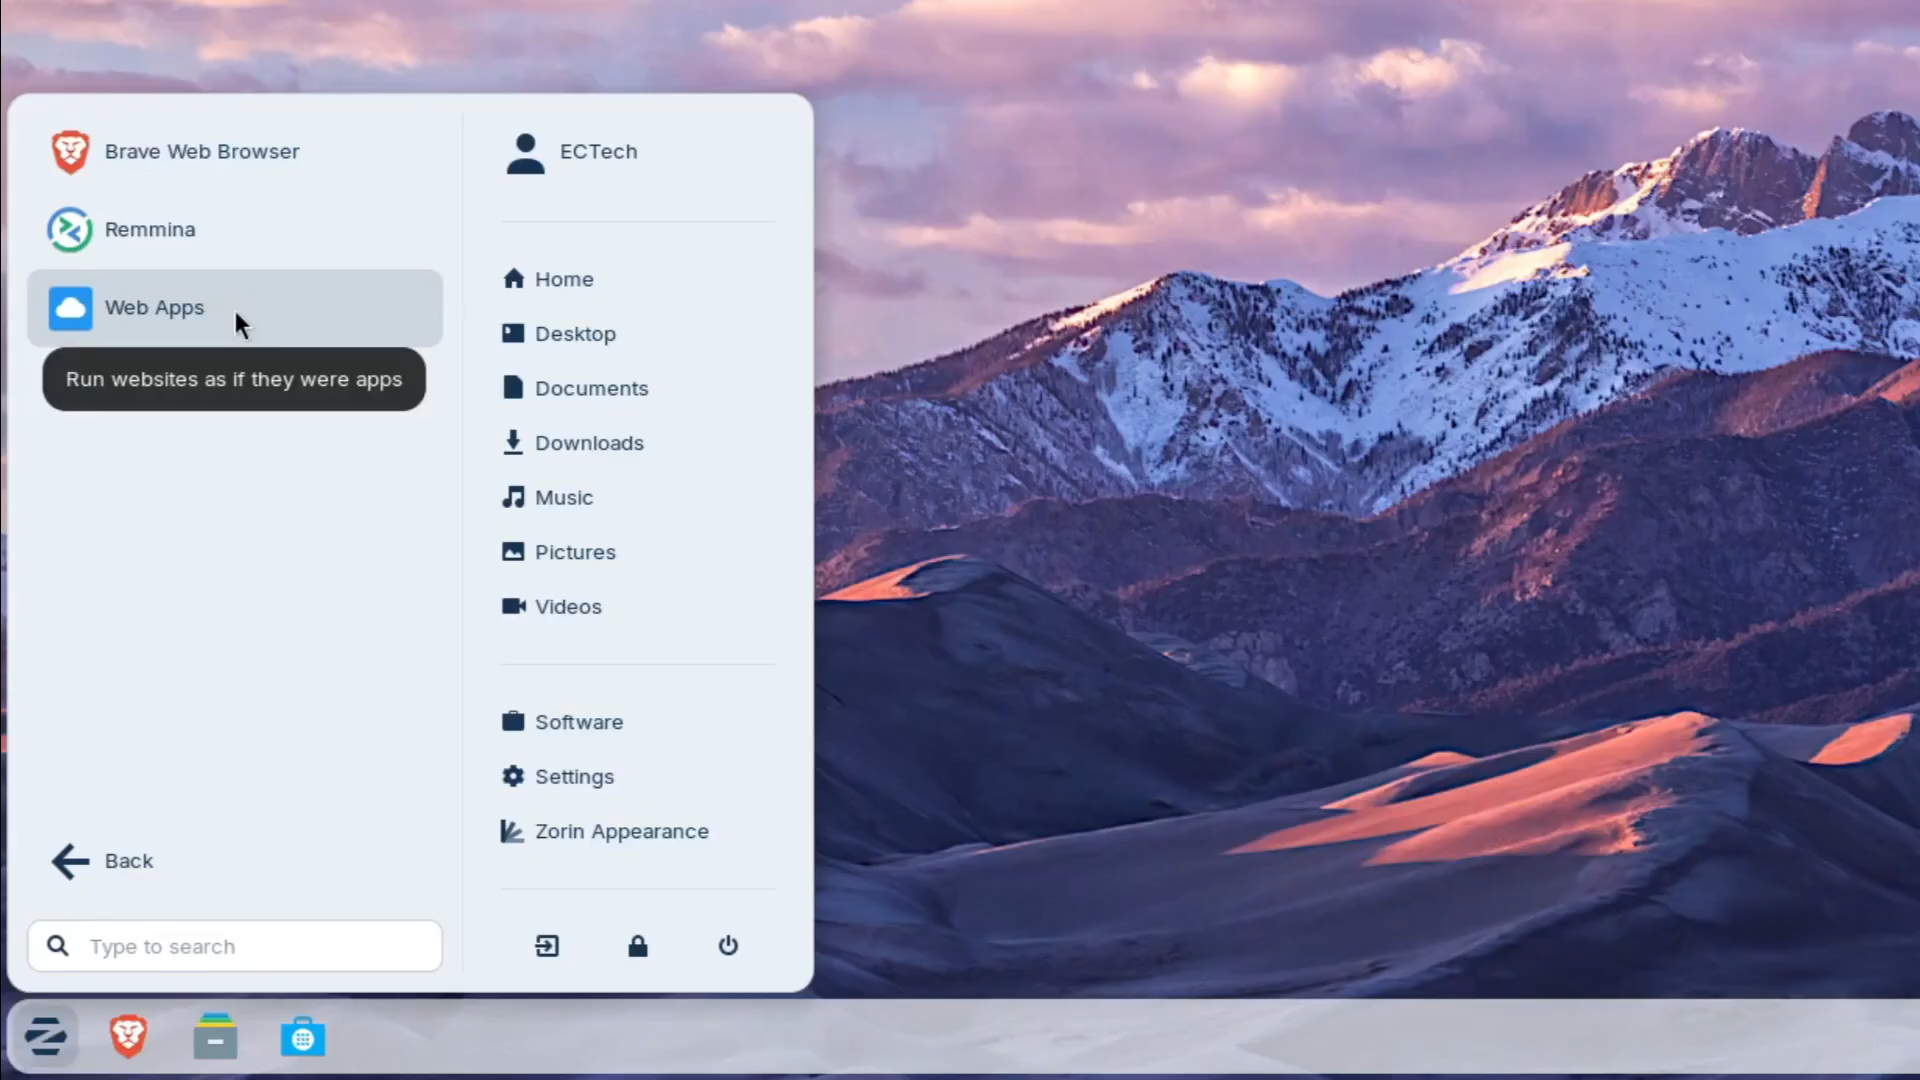 Brave Web Browser
Remmina
Web Apps
Run websites as if they were apps
Back
Type to search
ECTech
Home
Desktop
Documents
Downloads
Music
Pictures
Videos
Software
Settings
Zorin Appearance